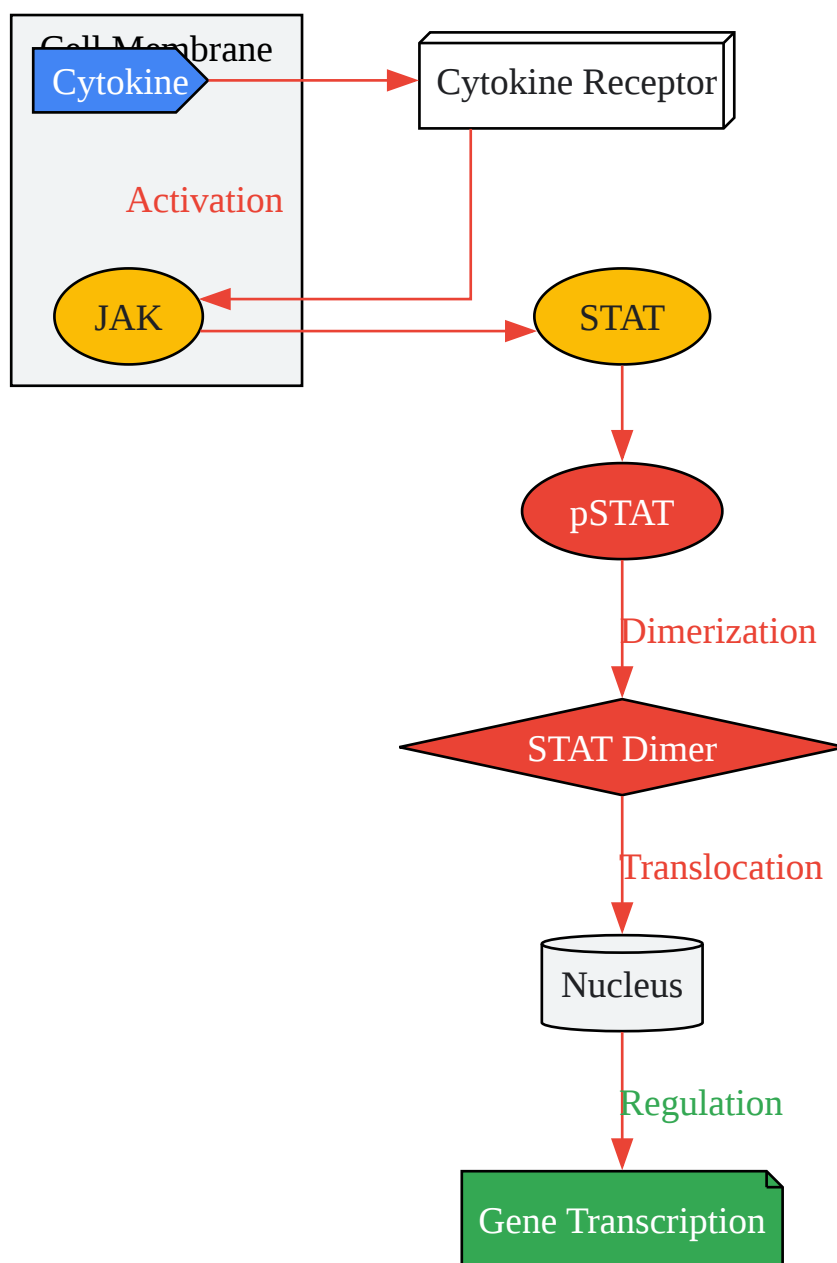 Cell Membrane
Cytokine
Cytokine Receptor
Activation
JAK
STAT
pSTAT
Dimerization
STAT Dimer
Translocation
Nucleus
Regulation
Gene Transcription